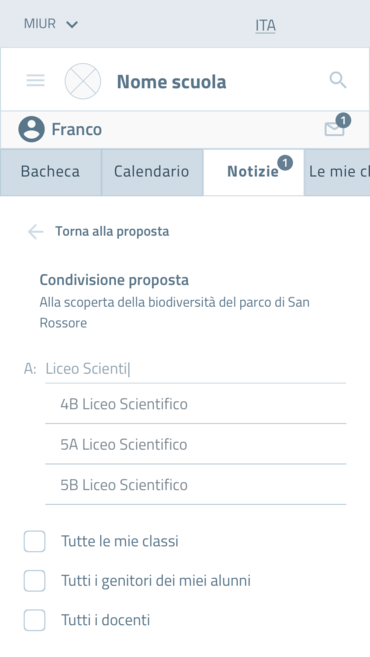 MIUR ITA
Nome scuola
Franco 1
Bacheca Calendario Notizie 1 Le mie cl
Torna alla proposta
Condivisione proposta
Alla scoperta della biodiversità del parco di San
Rossore
A: Liceo Scienti
4B Liceo Scientifico
5A Liceo Scientifico
5B Liceo Scientifico
Tutte le mie classi
Tutti i genitori dei miei alunni
Tutti i docenti